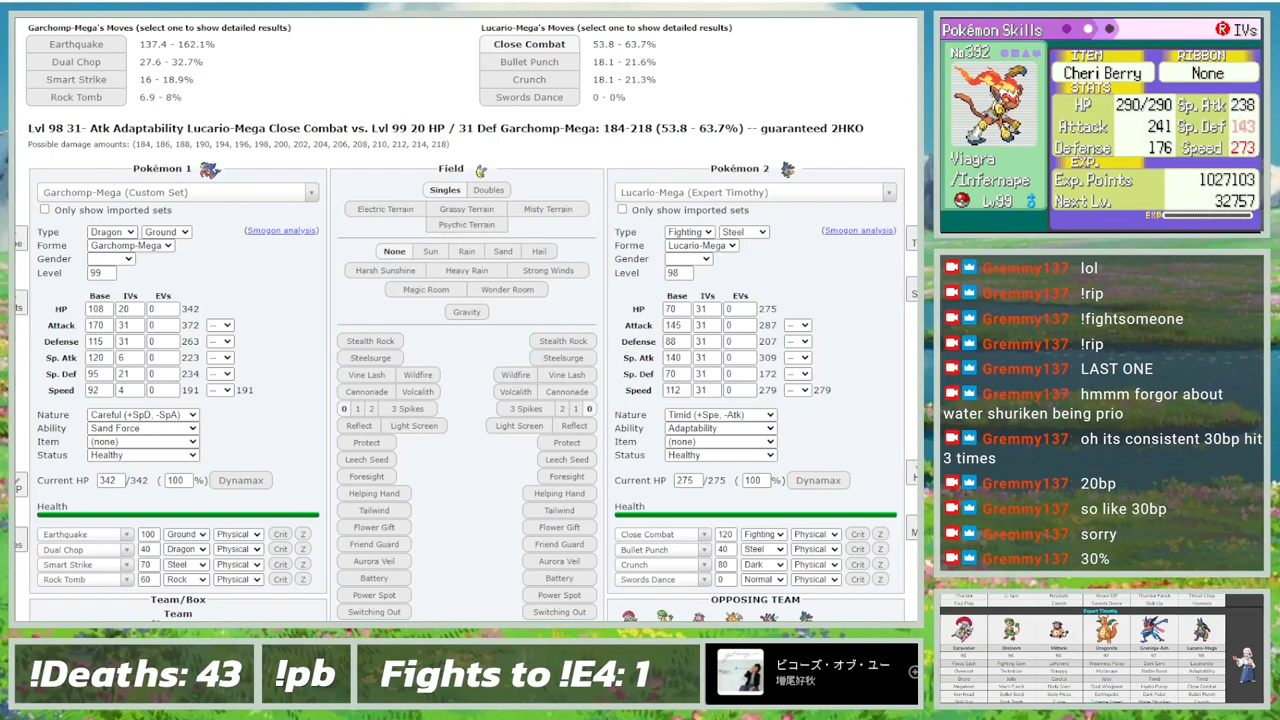 Garchomp-Mega's Moves (select one to show detailed results)
Earthquake 137.4 - 162.1%
Dual Chop 27.6 - 32.7%
Smart Strike 16 - 18.9%
Rock Tomb 6.9 - 8%
Lucario-Mega's Moves (select one to show detailed results)
Close Combat 53.8 - 63.7%
Bullet Punch 18.1 - 21.6%
Crunch 18.1 - 21.3%
Swords Dance 0 - 0%
Lvl 98 31- Atk Adaptability Lucario-Mega Close Combat vs. Lvl 99 20 HP / 31 Def Garchomp-Mega: 184-218 (53.8 - 63.7%) -- guaranteed 2HKO
Possible damage amounts: (184, 186, 188, 190, 194, 196, 198, 200, 202, 204, 206, 208, 210, 212, 214, 218)
Pokémon 1
Garchomp-Mega (Custom Set)
Only show imported sets
Type Dragon Ground (Smogon analysis)
Forme Garchomp-Mega
Gender
Level 99
Base IVs EVs
HP 108 20 0 342
Attack 170 31 0 372 --
Defense 115 31 0 263 --
Sp. Atk 120 6 0 223 --
Sp. Def 95 21 0 234 --
Speed 92 4 0 191 -- 191
Nature Careful (+SpD, -SpA)
Ability Sand Force
Item (none)
Status Healthy
Current HP 342 /342 ( 100 %) Dynamax
Health
Earthquake 100 Ground Physical Crit Z
Dual Chop 40 Dragon Physical Crit Z
Smart Strike 70 Steel Physical Crit Z
Rock Tomb 60 Rock Physical Crit Z
Team/Box
Team
Field
Singles Doubles
Electric Terrain Grassy Terrain Misty Terrain
Psychic Terrain
None Sun Rain Sand Hail
Harsh Sunshine Heavy Rain Strong Winds
Magic Room Wonder Room
Gravity
Stealth Rock Stealth Rock
Steelsurge Steelsurge
Vine Lash Wildfire Wildfire Vine Lash
Cannonade Volcalith Volcalith Cannonade
0 1 2 3 Spikes 3 Spikes 2 1 0
Reflect Light Screen Light Screen Reflect
Protect Protect
Leech Seed Leech Seed
Foresight Foresight
Helping Hand Helping Hand
Tailwind Tailwind
Flower Gift Flower Gift
Friend Guard Friend Guard
Aurora Veil Aurora Veil
Battery Battery
Power Spot Power Spot
Switching Out Switching Out
Pokémon 2
Lucario-Mega (Expert Timothy)
Only show imported sets
Type Fighting Steel (Smogon analysis)
Forme Lucario-Mega
Gender
Level 98
Base IVs EVs
HP 70 31 0 275
Attack 145 31 0 287 --
Defense 88 31 0 207 --
Sp. Atk 140 31 0 309 --
Sp. Def 70 31 0 172 --
Speed 112 31 0 279 -- 279
Nature Timid (+Spe, -Atk)
Ability Adaptability
Item (none)
Status Healthy
Current HP 275 /275 ( 100 %) Dynamax
Health
Close Combat 120 Fighting Physical Crit Z
Bullet Punch 40 Steel Physical Crit Z
Crunch 80 Dark Physical Crit Z
Swords Dance 0 Normal Physical Crit Z
OPPOSING TEAM
Pokémon Skills R IVs
No392
Viagra
/Infernape
Lv99
ITEM RIBBON
Cheri Berry None
STATS
HP 290/290 Sp. Atk 238
Attack 241 Sp. Def 143
Defense 176 Speed 273
EXP.
Exp. Points 1027103
Next Lv. 32757
EXP
Gremmy137 lol
Gremmy137 !rip
Gremmy137 !fightsomeone
Gremmy137 !rip
Gremmy137 LAST ONE
Gremmy137 hmmm forgor about
water shuriken being prio
Gremmy137 oh its consistent 30bp hit
3 times
Gremmy137 20bp
Gremmy137 so like 30bp
Gremmy137 sorry
Gremmy137 30%
Expert Timothy
Escavalier Breloom Miltank Dragonite Greninja-Ash Lucario-Mega
!Deaths: 43 !pb Fights to E4:
ビコーズ・オブ・ユー
増尾好秋